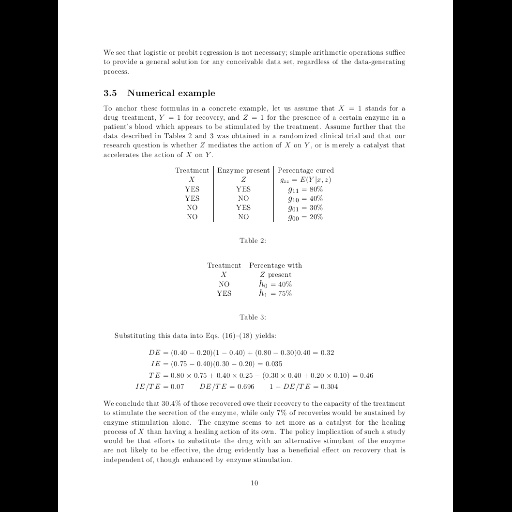 We see that logistic or probit regression is not necessary; simple arithmetic operations suffice
to provide a general solution for any conceivable data set, regardless of the data-generating
process.
3.5 Numerical example
To anchor these formulas in a concrete example, let us assume that X = 1 stands for a
drug treatment, Y = 1 for recovery, and Z = 1 for the presence of a certain enzyme in a
patient's blood which appears to be stimulated by the treatment. Assume further that the
data described in Tables 2 and 3 was obtained in a randomized clinical trial and that our
research question is whether Z mediates the action of X on Y, or is merely a catalyst that
accelerates the action of X on Y.
Treatment Enzyme present Percentage cured
X Z g_xz = E(Y|x, z)
YES YES g_11 = 80%
YES NO g_10 = 40%
NO YES g_01 = 30%
NO NO g_00 = 20%
Table 2:
Treatment Percentage with
X Z present
NO h_0 = 40%
YES h_1 = 75%
Table 3:
Substituting this data into Eqs. (16)–(18) yields:
DE = (0.40 − 0.20)(1 − 0.40) + (0.80 − 0.30)0.40 = 0.32
IE = (0.75 − 0.40)(0.30 − 0.20) = 0.035
TE = 0.80 × 0.75 + 0.40 × 0.25 − (0.30 × 0.40 + 0.20 × 0.10) = 0.46
IE/TE = 0.07 DE/TE = 0.696 1 − DE/TE = 0.304
We conclude that 30.4% of those recovered owe their recovery to the capacity of the treatment
to stimulate the secretion of the enzyme, while only 7% of recoveries would be sustained by
enzyme stimulation alone. The enzyme seems to act more as a catalyst for the healing
process of X than having a healing action of its own. The policy implication of such a study
would be that efforts to substitute the drug with an alternative stimulant of the enzyme
are not likely to be effective, the drug evidently has a beneficial effect on recovery that is
independent of, though enhanced by enzyme stimulation.
10